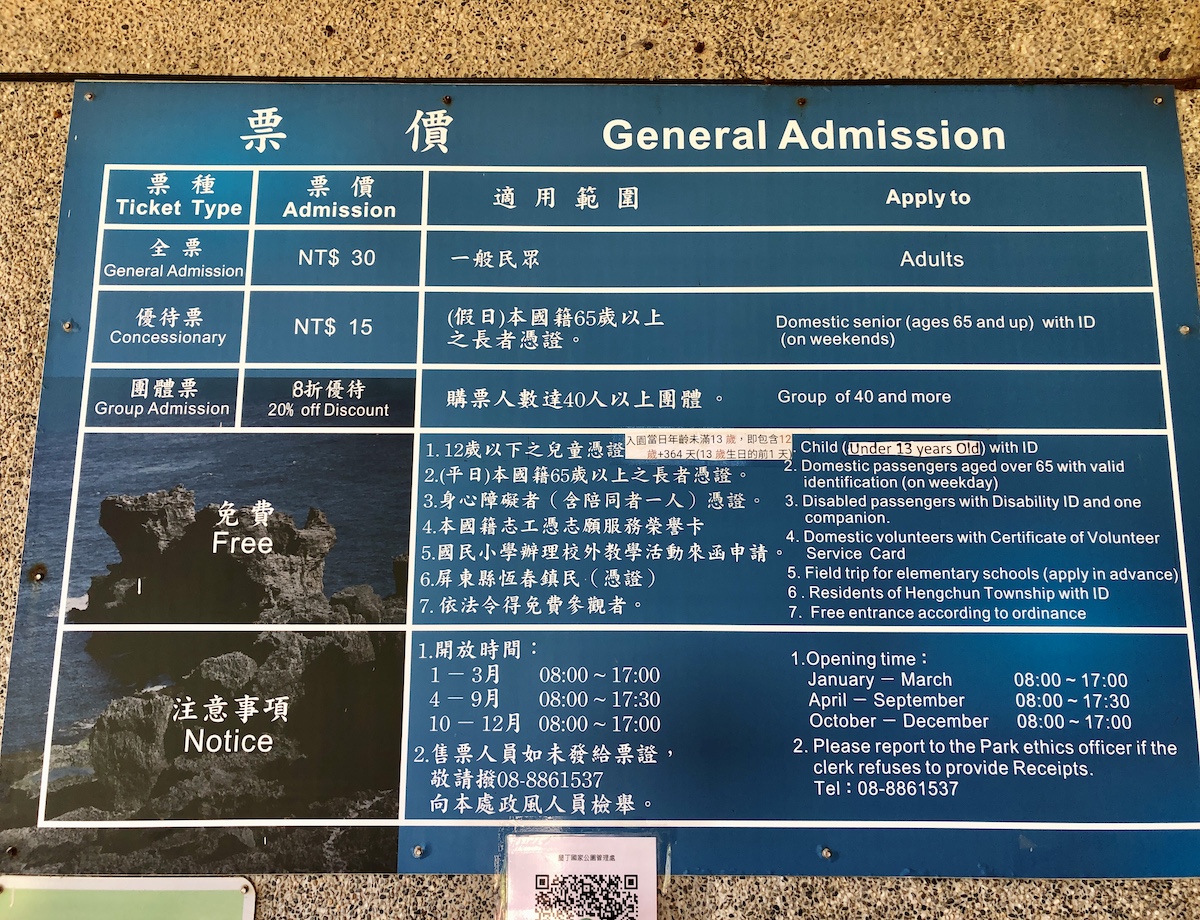 票 價 General Admission
票 種 票 價 適 用 範 圍 Apply to
Ticket Type Admission
全 票 NT$ 30 一般民眾 Adults
General Admission
優待票 NT$ 15 (假日)本國籍65歲以上 Domestic senior (ages 65 and up) with ID
Concessionary 之長者憑證。 (on weekends)
團體票 8折優待 購票人數達40人以上團體。 Group of 40 and more
Group Admission 20% off Discount
免費
Free
1. 12歲以下之兒童憑證
入園當日年齡未滿13 歲,即包含12
歲+364 天(13 歲生日的前1 天)
2.(平日)本國籍65歲以上之長者憑證。
3.身心障礙者(含陪同者一人)憑證。
4.本國籍志工憑志願服務榮譽卡
5.國民小學辦理校外教學活動來函申請。
6.屏東縣恆春鎮民(憑證)
7.依法令得免費參觀者。
. Child (Under 13 years Old) with ID
2. Domestic passengers aged over 65 with valid
identification (on weekday)
3. Disabled passengers with Disability ID and one
companion.
4. Domestic volunteers with Certificate of Volunteer
Service Card
5. Field trip for elementary schools (apply in advance)
6. Residents of Hengchun Township with ID
7. Free entrance according to ordinance
注意事項
Notice
1.開放時間:
1 － 3月 08:00 ~ 17:00
4 － 9月 08:00 ~ 17:30
10 － 12月 08:00 ~ 17:00
2.售票人員如未發給票證,
敬請撥08-8861537
向本處政風人員檢舉。
1.Opening time:
January － March 08:00 ~ 17:00
April － September 08:00 ~ 17:30
October － December 08:00 ~ 17:00
2. Please report to the Park ethics officer if the
clerk refuses to provide Receipts.
Tel:08-8861537
墾丁國家公園管理處